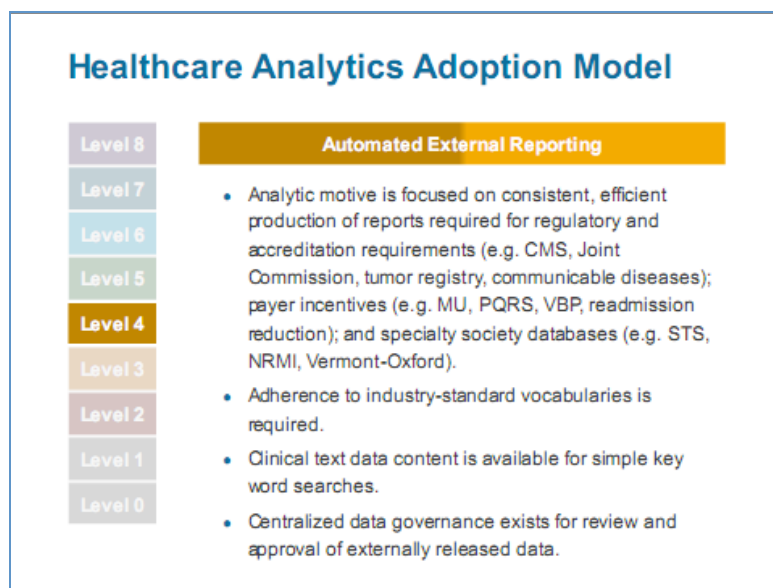 Healthcare Analytics Adoption Model
Level 8
Level 7
Level 6
Level 5
Level 4
Level 3
Level 2
Level 1
Level 0
Automated External Reporting
• Analytic motive is focused on consistent, efficient
production of reports required for regulatory and
accreditation requirements (e.g. CMS, Joint
Commission, tumor registry, communicable diseases);
payer incentives (e.g. MU, PQRS, VBP, readmission
reduction); and specialty society databases (e.g. STS,
NRMI, Vermont-Oxford).
• Adherence to industry-standard vocabularies is
required.
• Clinical text data content is available for simple key
word searches.
• Centralized data governance exists for review and
approval of externally released data.